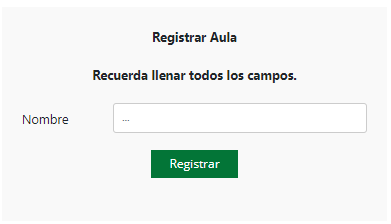 Registrar Aula
Recuerda llenar todos los campos.
Nombre
...
Registrar